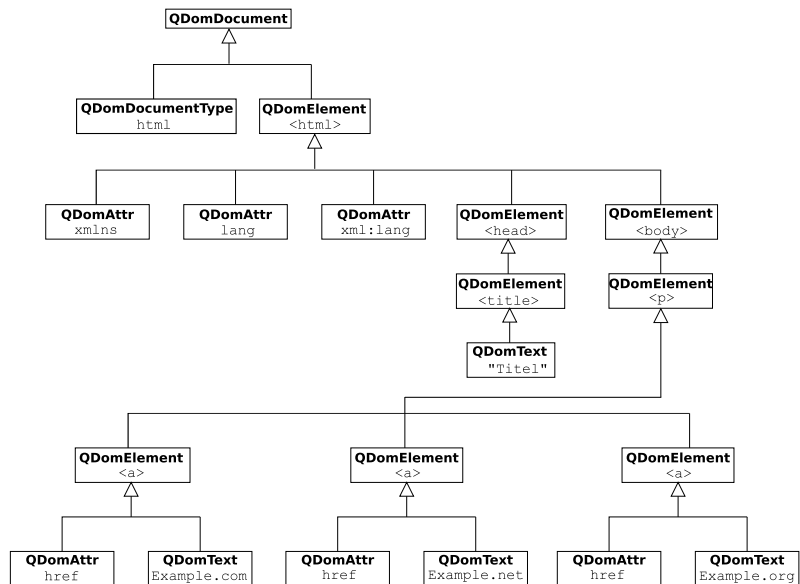 QDomDocument
QDomDocumentType
html
QDomElement
<html>
QDomAttr
xmlns
QDomAttr
lang
QDomAttr
xml:lang
QDomElement
<head>
QDomElement
<body>
QDomElement
<title>
QDomElement
<p>
QDomText
"Titel"
QDomElement
<a>
QDomElement
<a>
QDomElement
<a>
QDomAttr
href
QDomText
Example.com
QDomAttr
href
QDomText
Example.net
QDomAttr
href
QDomText
Example.org